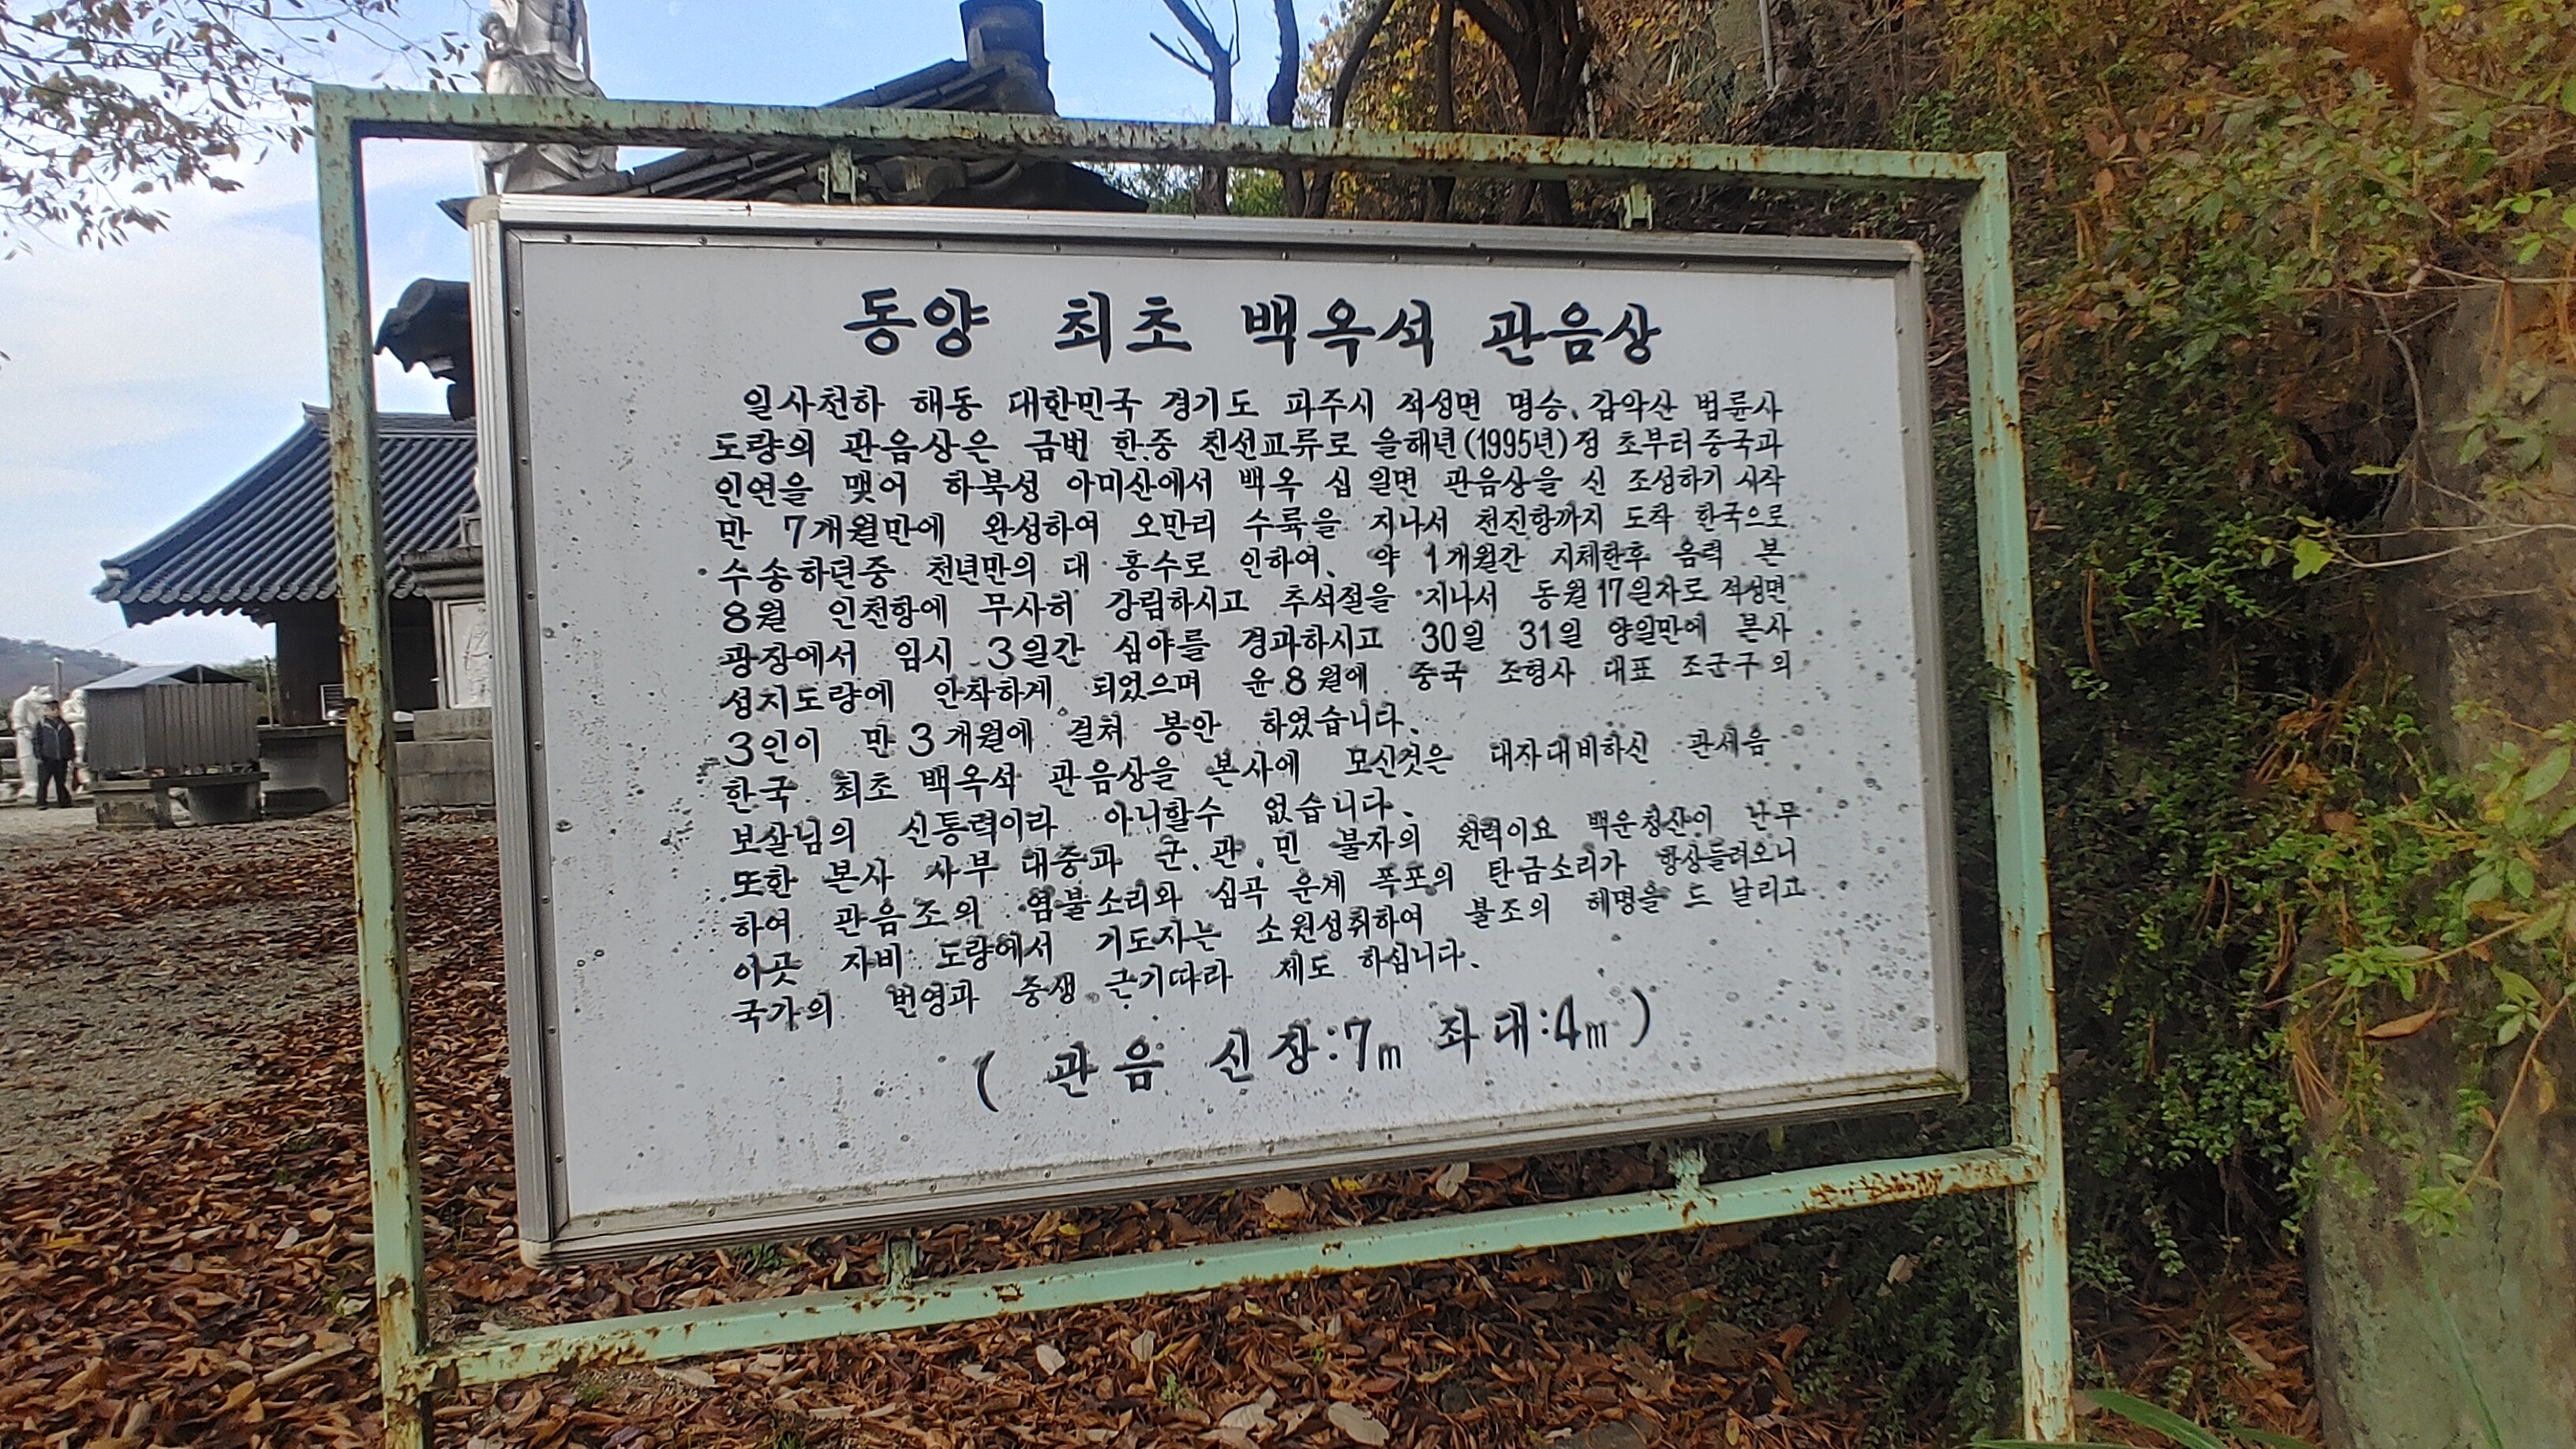 동양 최초 백옥석 관음상
일사천하 해동 대한민국 경기도 파주시 적성면 명승、감악산 범륜사
도량의 관음상은 금번 한.중 친선교류로 을해년(1995년)정 초부터중국과
인연을 맺어 하북성 아미산에서 백옥 십 일면 관음상을 신 조성하기 시작
만 7개월만에 완성하여 오만리 수륙을 지나서 천진항까지 도착 한국으로
수송하던중 천년만의 대 홍수로 인하여、 약 1개월간 지체한후 음력 본
8월 인천항에 무사히 강림하시고 추석절을 지나서 동월17일자로 적성면
광장에서 임시 3일간 심야를 경과하시고 30일 31일 양일만에 본사
성지도량에 안착하게 되었으며 윤8월에 중국 조형사 대표 조군구의
3인이 만3개월에 걸쳐 봉안 하였습니다、
한국 최초 백옥석 관음상을 본사에 모신것은 대자대비하신 관세음
보살님의 신통력이라 아니할수 없습니다、
또한 본사 사부 대중과 군.관.민 불자의 원력이요 백운청산이 난무
하여 관음조의 염불소리와 심곡 운계 폭포의 탄금소리가 항상들려오니
이곳 자비 도량에서 기도자는 소원성취하여 불조의 혜명을 드 날리고
국가의 번영과 중생 근기따라 제도 하십니다、
( 관음 신장:7m 좌대:4m )